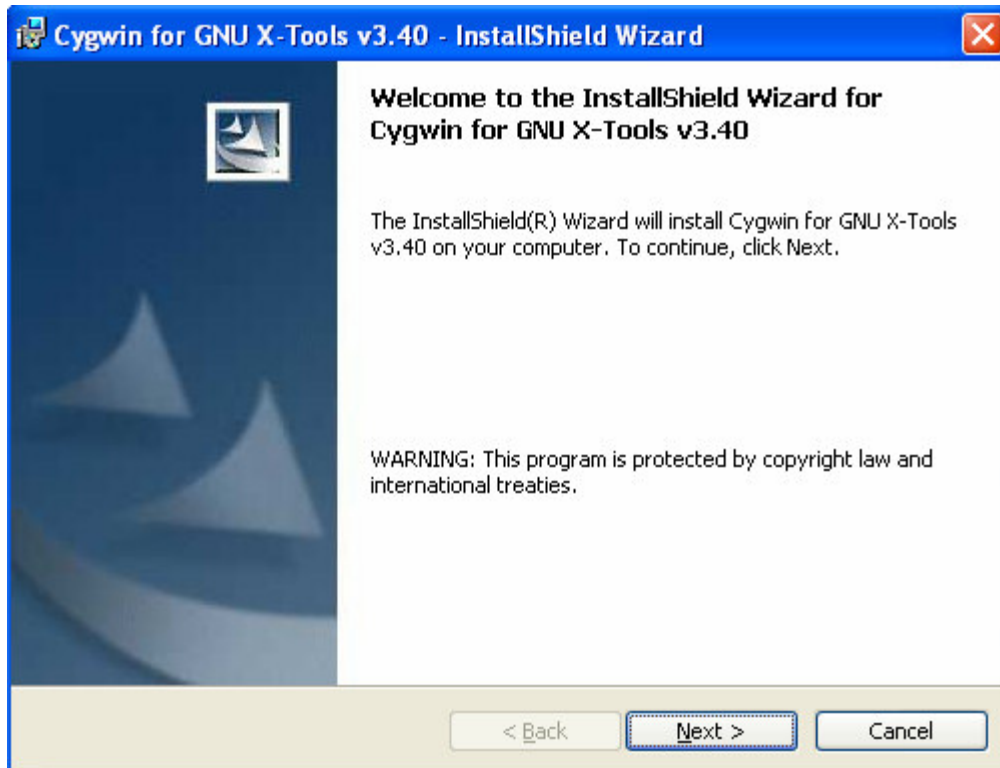 Cygwin for GNU X-Tools v3.40 - InstallShield Wizard
Welcome to the InstallShield Wizard for
Cygwin for GNU X-Tools v3.40
The InstallShield(R) Wizard will install Cygwin for GNU X-Tools
v3.40 on your computer. To continue, click Next.
WARNING: This program is protected by copyright law and
international treaties.
< Back
Next >
Cancel